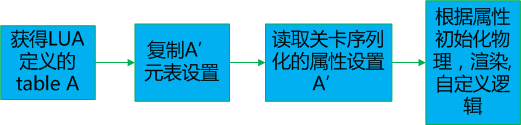 获得LUA
定义的
table A
复制A′
元表设置
读取关卡序列
化的属性设置
A′
根据属性
初始化物
理，渲染,
自定义逻
辑